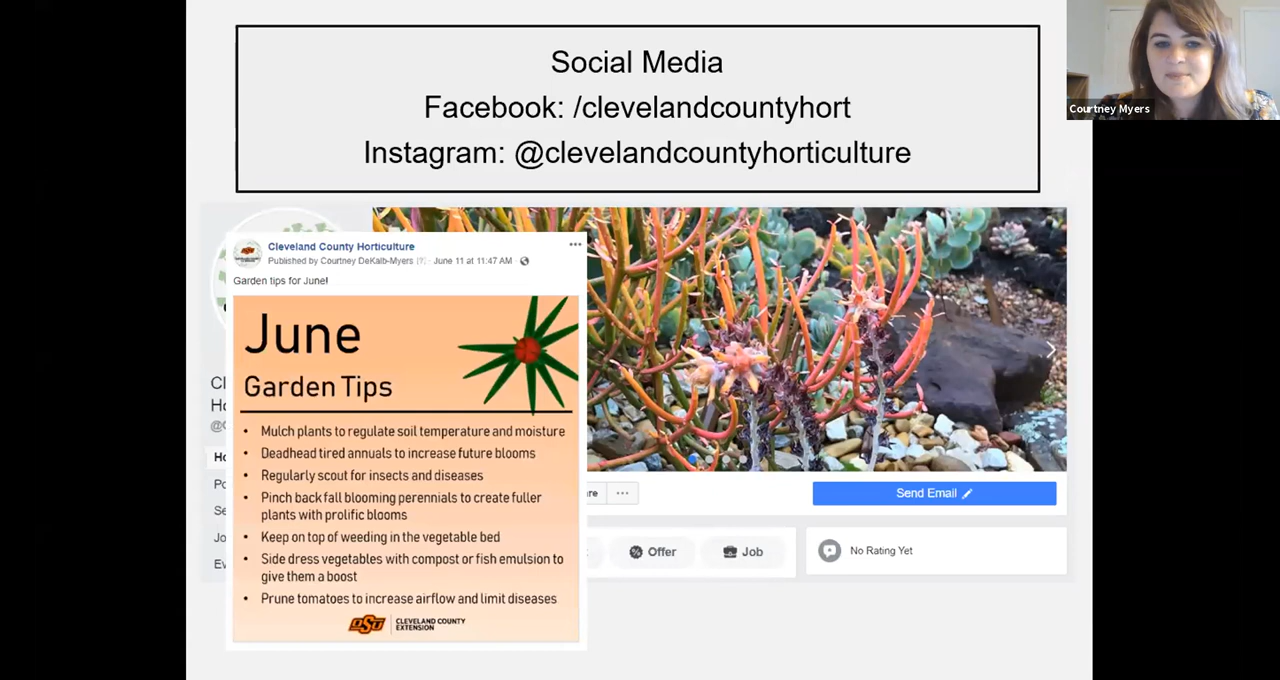 Social Media
Facebook: /clevelandcountyhort
Instagram: @clevelandcountyhorticulture
Courtney Myers
Cleveland County Horticulture
Published by Courtney DeKalb-Myers [?] · June 11 at 11:47 AM ·
Garden tips for June!
June
Garden Tips
• Mulch plants to regulate soil temperature and moisture
• Deadhead tired annuals to increase future blooms
• Regularly scout for insects and diseases
• Pinch back fall blooming perennials to create fuller
plants with prolific blooms
• Keep on top of weeding in the vegetable bed
• Side dress vegetables with compost or fish emulsion to
give them a boost
• Prune tomatoes to increase airflow and limit diseases
OSU
CLEVELAND COUNTY
EXTENSION
Send Email
Offer
Job
No Rating Yet